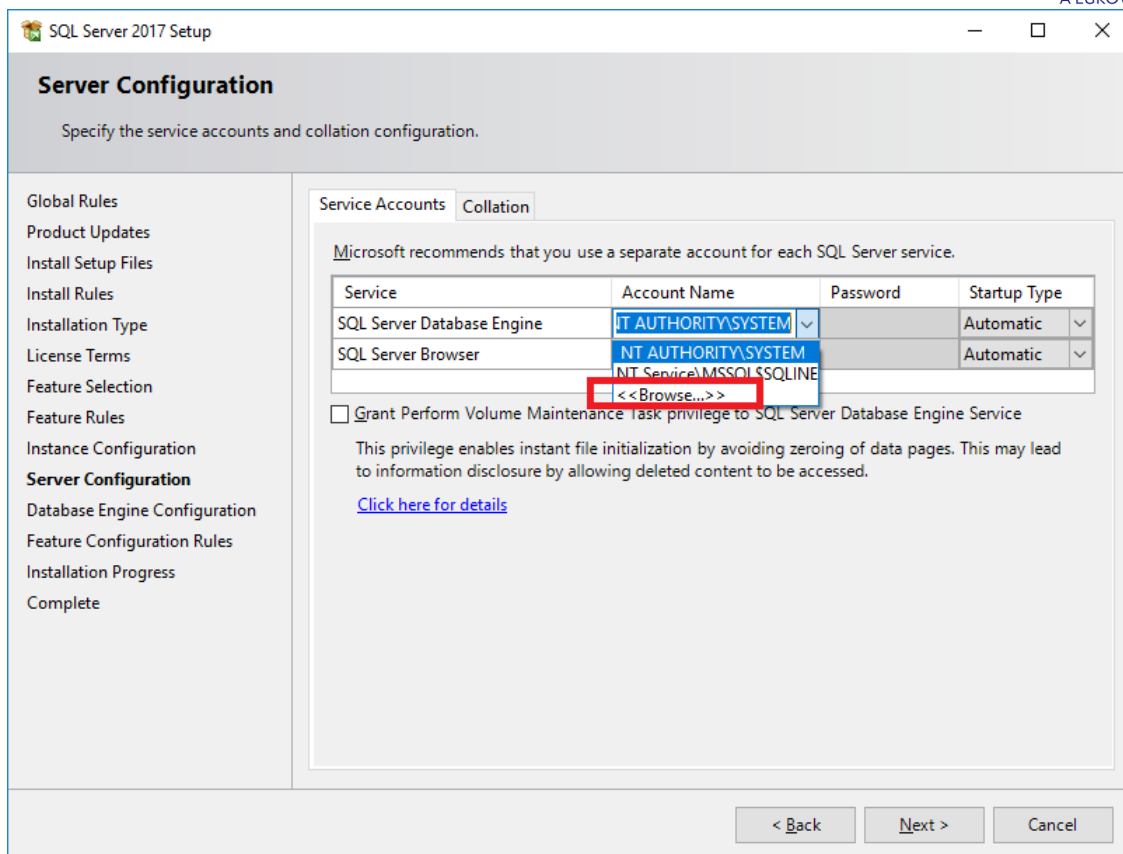 SQL Server 2017 Setup
Server Configuration
Specify the service accounts and collation configuration.
Global Rules
Product Updates
Install Setup Files
Install Rules
Installation Type
License Terms
Feature Selection
Feature Rules
Instance Configuration
Server Configuration
Database Engine Configuration
Feature Configuration Rules
Installation Progress
Complete
Service Accounts Collation
Microsoft recommends that you use a separate account for each SQL Server service.
Service Account Name Password Startup Type
SQL Server Database Engine NT AUTHORITY\SYSTEM Automatic
SQL Server Browser Automatic
NT AUTHORITY\SYSTEM
NT Service\MSSQL$SQLINE
<<Browse...>>
Grant Perform Volume Maintenance Task privilege to SQL Server Database Engine Service
This privilege enables instant file initialization by avoiding zeroing of data pages. This may lead
to information disclosure by allowing deleted content to be accessed.
Click here for details
< Back Next > Cancel